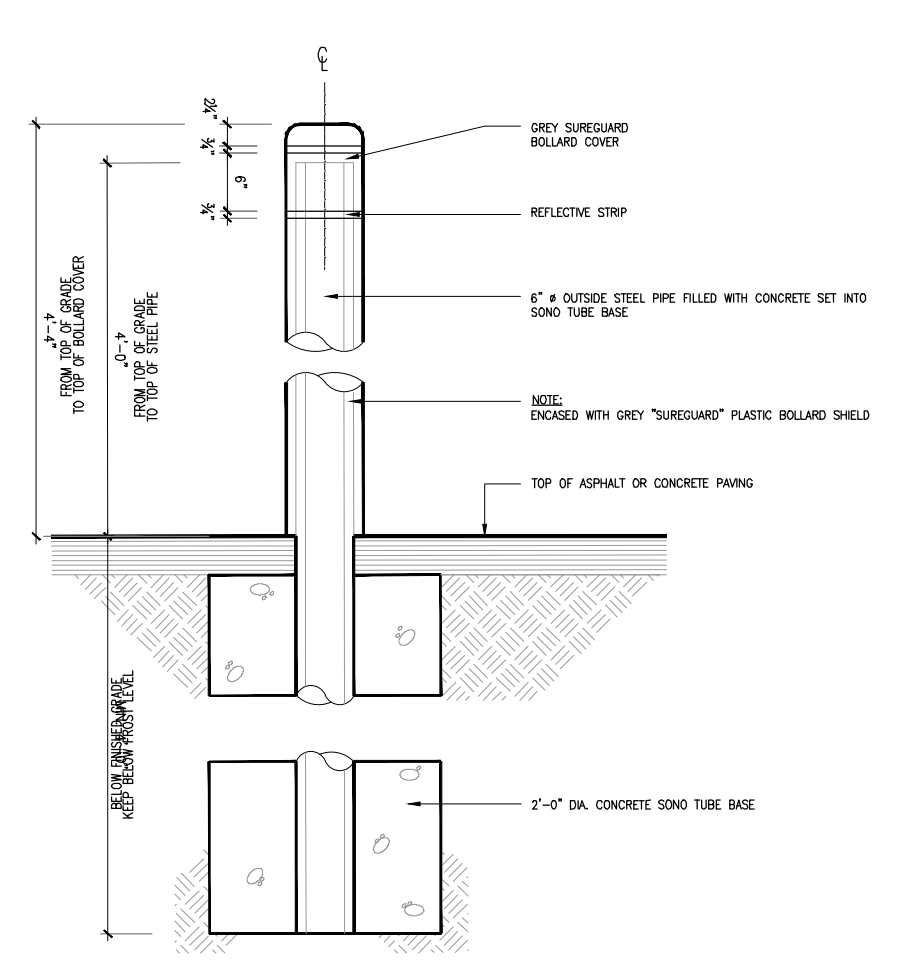 ℄
2¼"
¾"
6"
¾"
GREY SUREGUARD
BOLLARD COVER
REFLECTIVE STRIP
6" ø OUTSIDE STEEL PIPE FILLED WITH CONCRETE SET INTO
SONO TUBE BASE
4'-4"
FROM TOP OF GRADE
TO TOP OF BOLLARD COVER
4'-0"
FROM TOP OF GRADE
TO TOP OF STEEL PIPE
NOTE:
ENCASED WITH GREY "SUREGUARD" PLASTIC BOLLARD SHIELD
TOP OF ASPHALT OR CONCRETE PAVING
BELOW FINISHED GRADE
KEEP BELOW FROST LEVEL
2'-0" DIA. CONCRETE SONO TUBE BASE